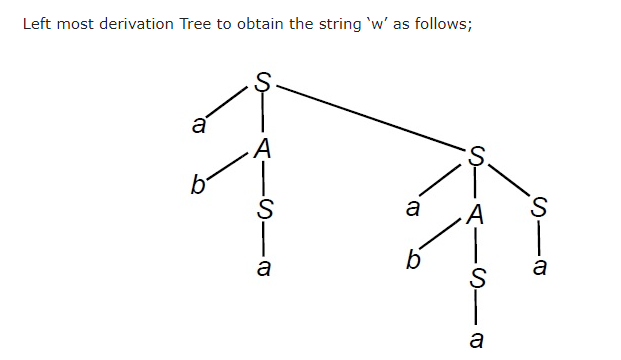 Left most derivation Tree to obtain the string ‘w’ as follows;
S
a
A
S
b
S
a
A
S
a
b
S
a
a